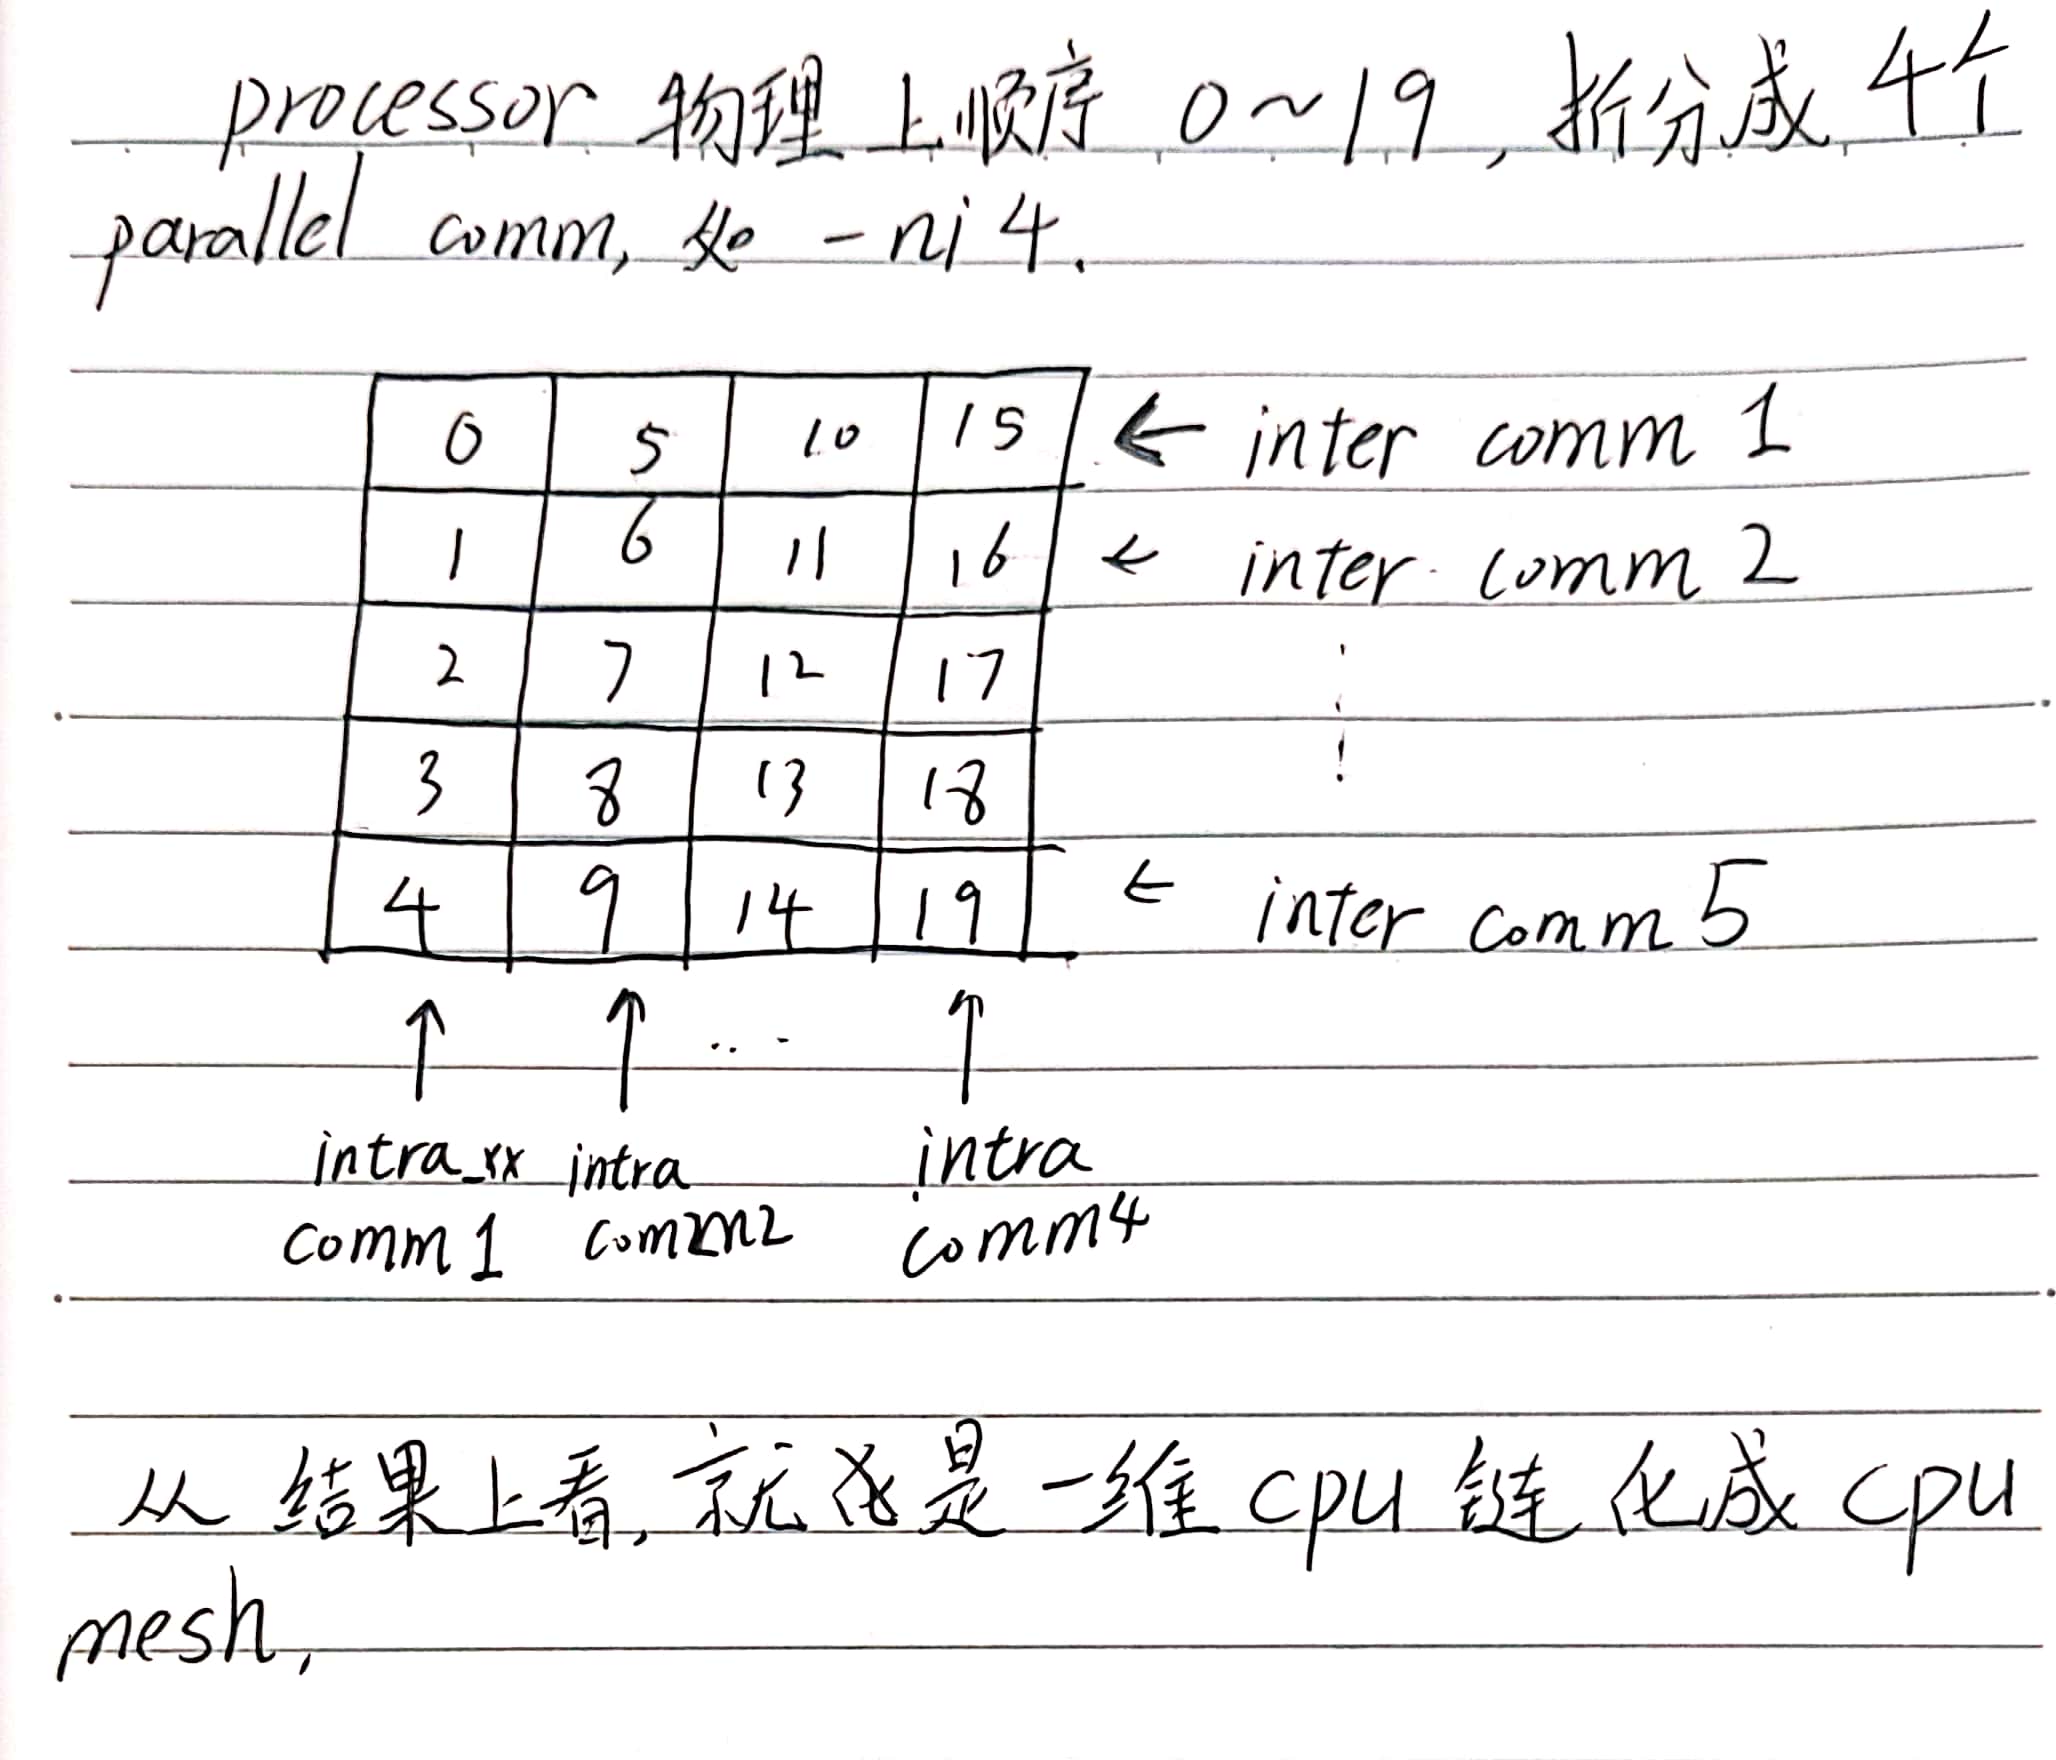 processor 物理上顺序 0~19, 拆分成 4个
parallel comm, 如 -ni 4.
0 5 10 15 ← inter comm 1
1 6 11 16 ← inter comm 2
2 7 12 17
3 8 13 18
4 9 14 19 ← inter comm 5
↑ ↑ ... ↑
intra_xx intra intra
comm 1 comm2 comm4
从结果上看, 就是一维 cpu 链 化成 cpu
mesh,